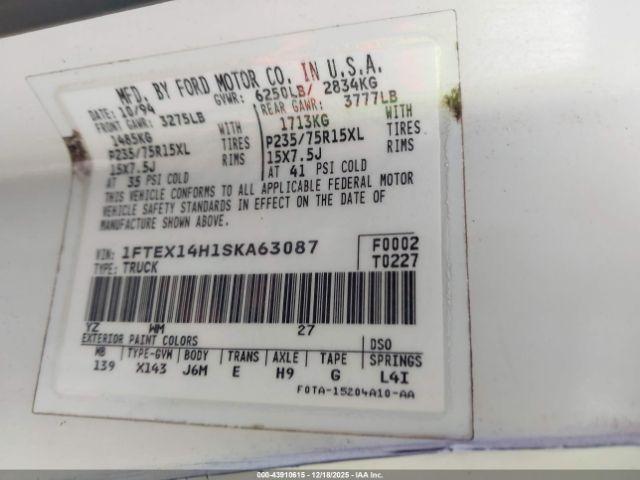 MFD. BY FORD MOTOR CO. IN U.S.A.
DATE: 10/94 GVWR: 6250LB/ 2834KG
FRONT GAWR: 3275LB REAR GAWR: 3777LB
1485KG WITH 1713KG WITH
P235/75R15XL TIRES P235/75R15XL TIRES
15X7.5J RIMS 15X7.5J RIMS
AT 35 PSI COLD AT 41 PSI COLD
THIS VEHICLE CONFORMS TO ALL APPLICABLE FEDERAL MOTOR
VEHICLE SAFETY STANDARDS IN EFFECT ON THE DATE OF
MANUFACTURE SHOWN ABOVE.
VIN: 1FTEX14H1SKA63087 F0002
TYPE: TRUCK T0227
YZ WM 27
EXTERIOR PAINT COLORS DSO
WB TYPE-GVW BODY TRANS AXLE TAPE SPRINGS
139 X143 J6M E H9 G L4I
F0TA-15204A10-AA
000-43910615 - 12/18/2025 - IAA Inc.